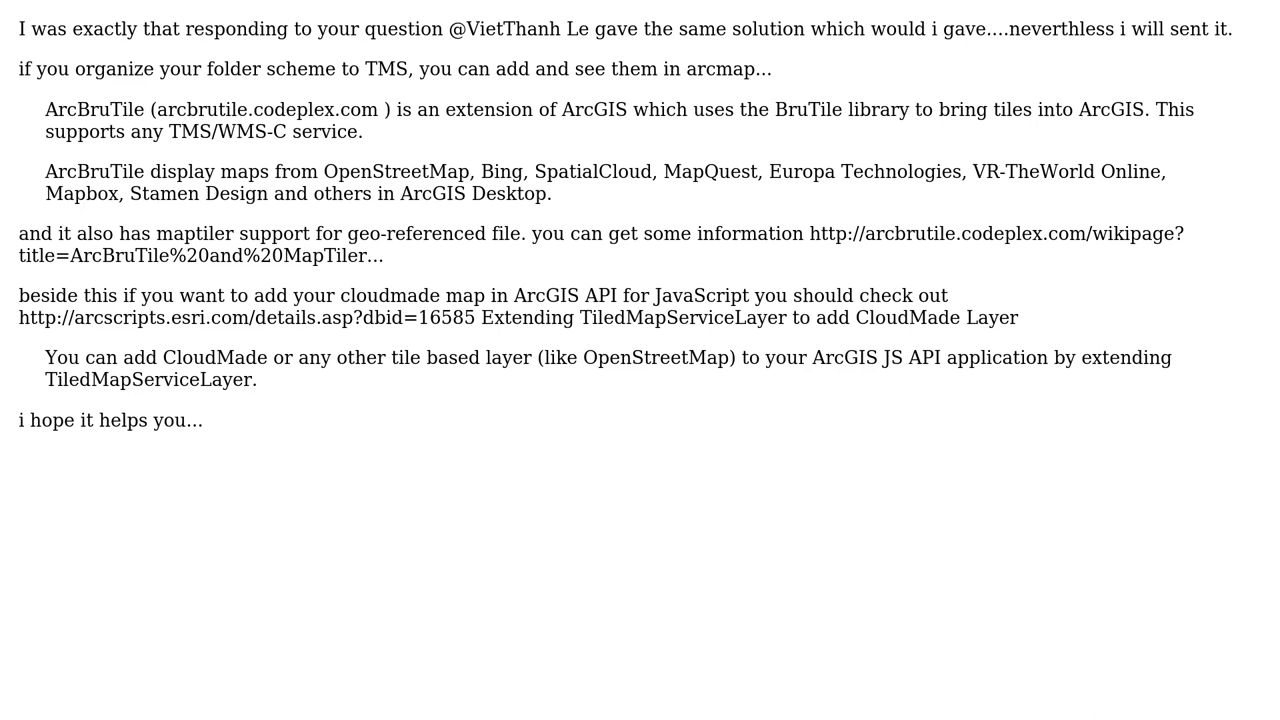 I was exactly that responding to your question @VietThanh Le gave the same solution which would i gave....neverthless i will sent it.
if you organize your folder scheme to TMS, you can add and see them in arcmap...
ArcBruTile (arcbrutile.codeplex.com ) is an extension of ArcGIS which uses the BruTile library to bring tiles into ArcGIS. This
supports any TMS/WMS-C service.
ArcBruTile display maps from OpenStreetMap, Bing, SpatialCloud, MapQuest, Europa Technologies, VR-TheWorld Online,
Mapbox, Stamen Design and others in ArcGIS Desktop.
and it also has maptiler support for geo-referenced file. you can get some information http://arcbrutile.codeplex.com/wikipage?
title=ArcBruTile%20and%20MapTiler...
beside this if you want to add your cloudmade map in ArcGIS API for JavaScript you should check out
http://arcscripts.esri.com/details.asp?dbid=16585 Extending TiledMapServiceLayer to add CloudMade Layer
You can add CloudMade or any other tile based layer (like OpenStreetMap) to your ArcGIS JS API application by extending
TiledMapServiceLayer.
i hope it helps you...